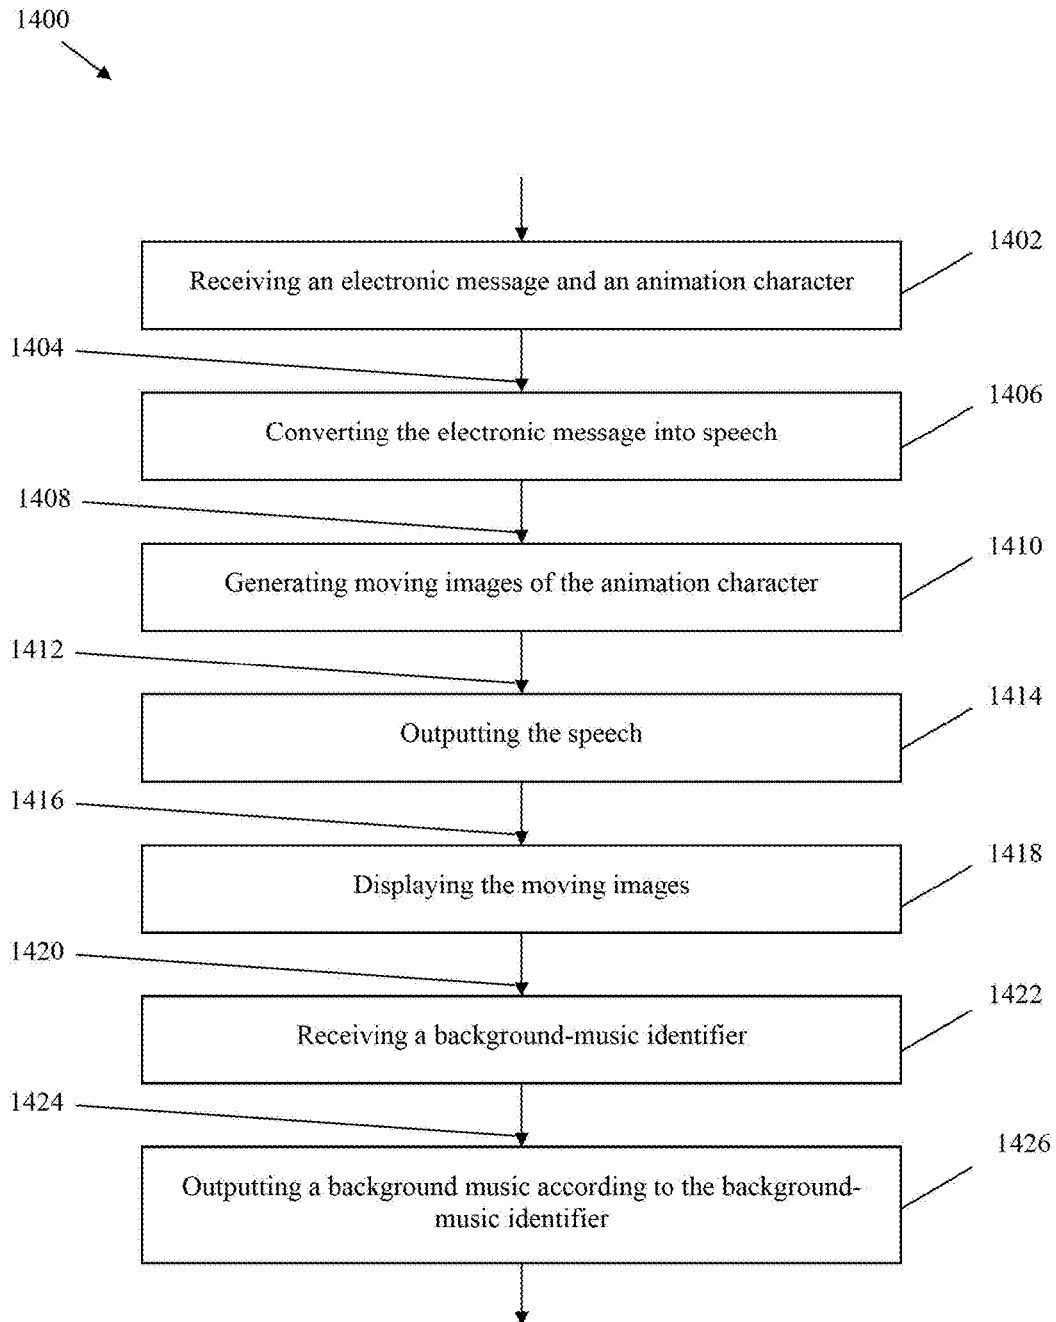 1400
1402
Receiving an electronic message and an animation character
1404
1406
Converting the electronic message into speech
1408
1410
Generating moving images of the animation character
1412
1414
Outputting the speech
1416
1418
Displaying the moving images
1420
1422
Receiving a background-music identifier
1424
1426
Outputting a background music according to the background-
music identifier